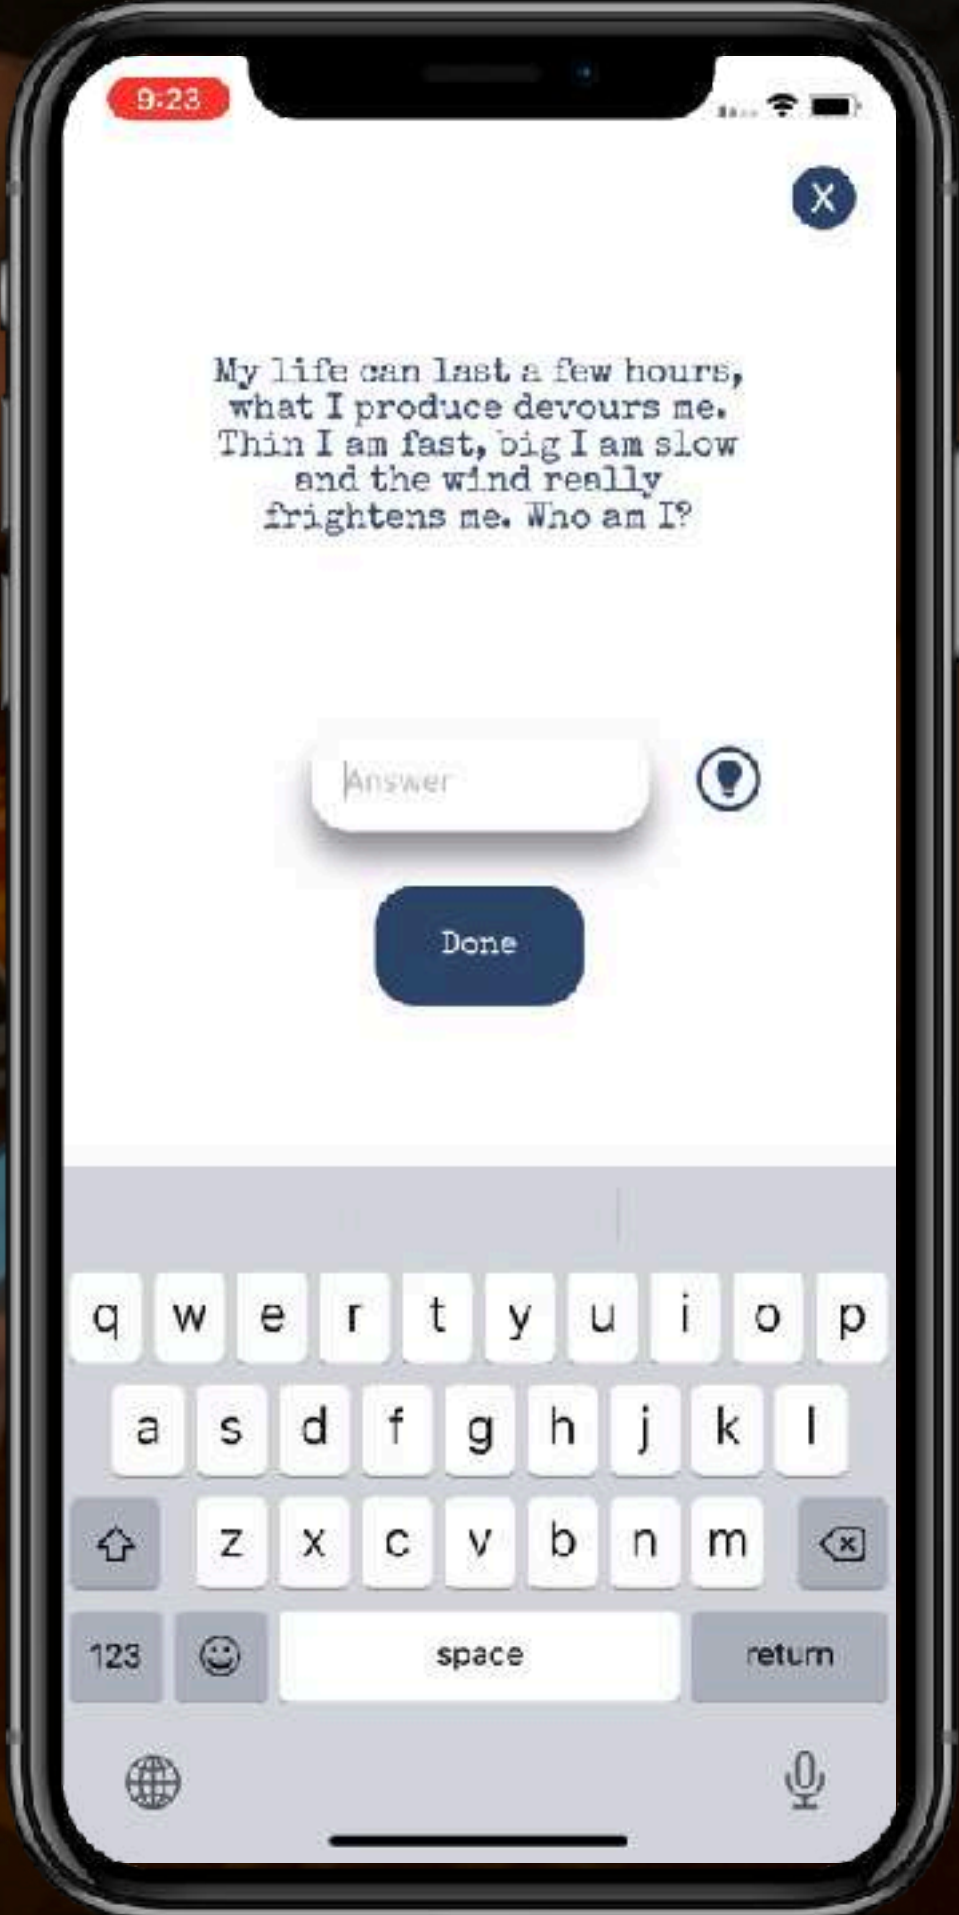 9:23
X
My life can last a few hours,
what I produce devours me.
Thin I am fast, big I am slow
and the wind really
frightens me. Who am I?
Answer
Done
q w e r t y u i o p
a s d f g h j k l
z x c v b n m
123 space return